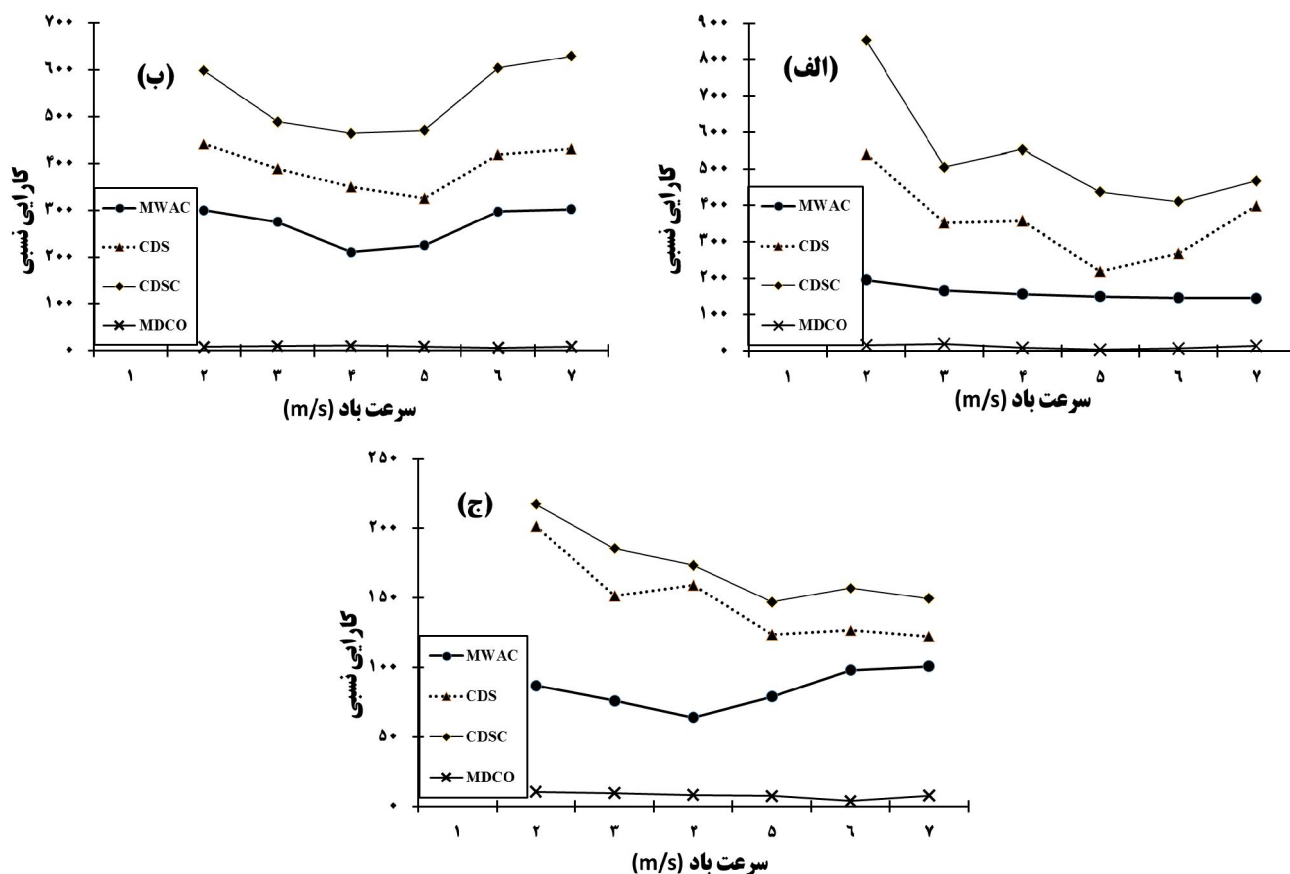 (الف)
۹۰۰
۸۰۰
۷۰۰
۶۰۰
۵۰۰
۴۰۰
۳۰۰
۲۰۰
۱۰۰
۰
کارایی نسبی
MWAC
CDS
CDSC
MDCO
۱ ۲ ۳ ۴ ۵ ۶ ۷
سرعت باد (m/s)
(ب)
۷۰۰
۶۰۰
۵۰۰
۴۰۰
۳۰۰
۲۰۰
۱۰۰
۰
کارایی نسبی
MWAC
CDS
CDSC
MDCO
۱ ۲ ۳ ۴ ۵ ۶ ۷
سرعت باد (m/s)
(ج)
۲۵۰
۲۰۰
۱۵۰
۱۰۰
۵۰
۰
کارایی نسبی
MWAC
CDS
CDSC
MDCO
۱ ۲ ۳ ۴ ۵ ۶ ۷
سرعت باد (m/s)